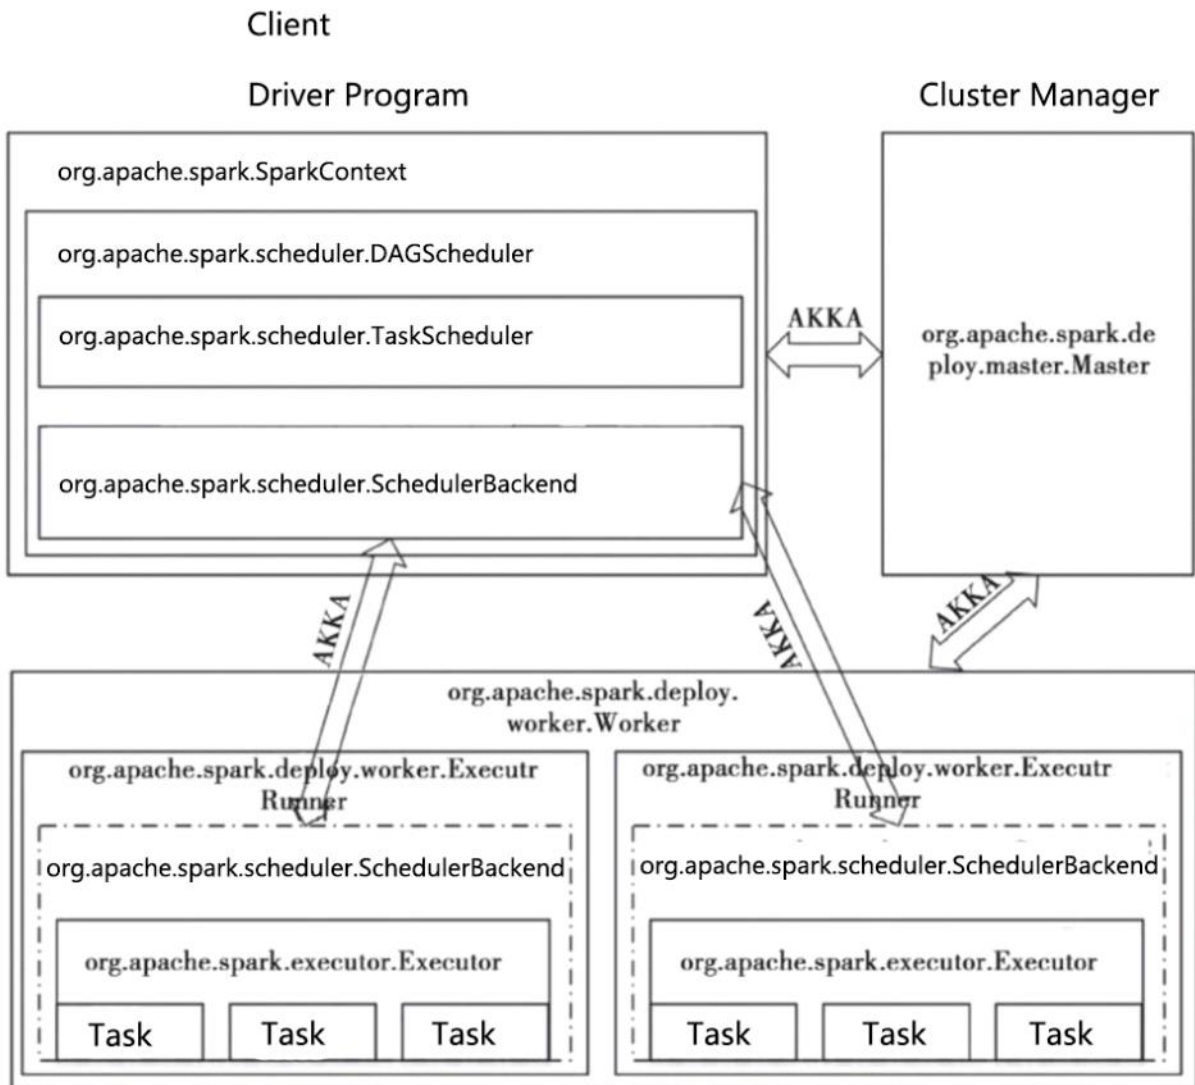 Client
Driver Program
Cluster Manager
org.apache.spark.SparkContext
org.apache.spark.scheduler.DAGScheduler
org.apache.spark.scheduler.TaskScheduler
org.apache.spark.scheduler.SchedulerBackend
AKKA
org.apache.spark.de
ploy.master.Master
AKKA
AKKA
AKKA
org.apache.spark.deploy.
worker.Worker
org.apache.spark.deploy.worker.Executr
Runner
org.apache.spark.scheduler.SchedulerBackend
org.apache.spark.executor.Executor
Task
Task
Task
org.apache.spark.deploy.worker.Executr
Runner
org.apache.spark.scheduler.SchedulerBackend
org.apache.spark.executor.Executor
Task
Task
Task